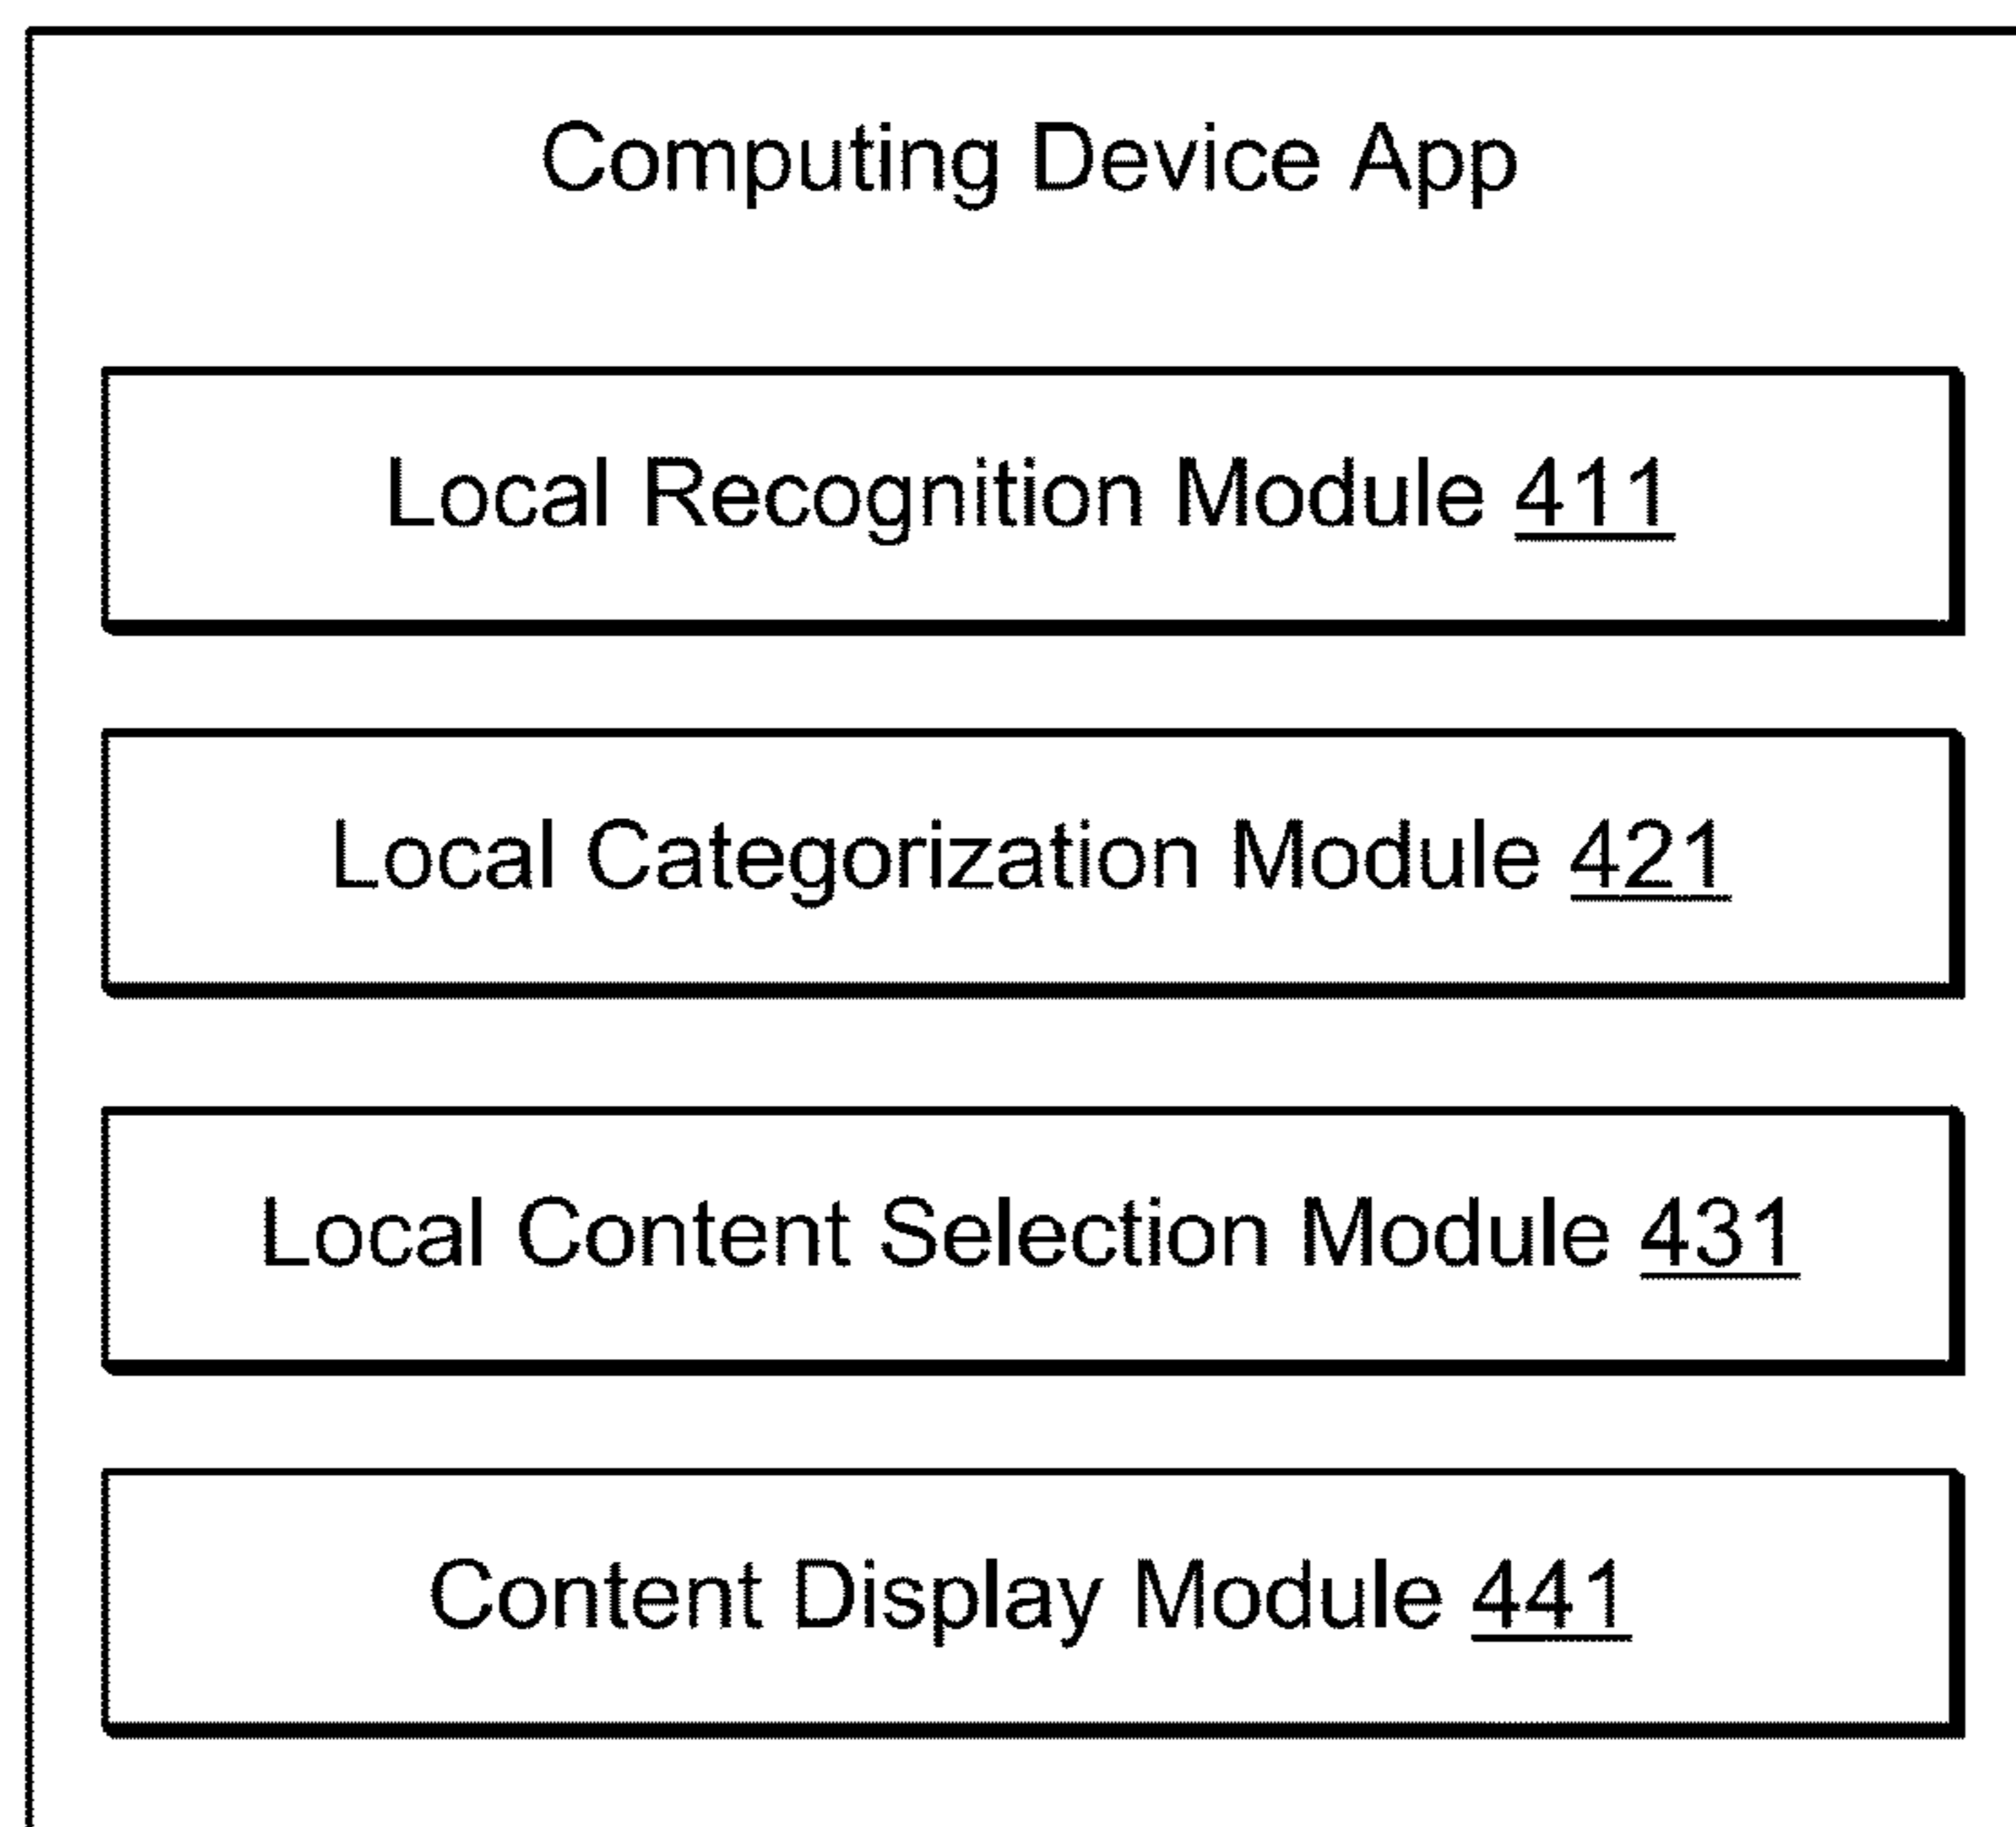 Computing Device App
Local Recognition Module 411
Local Categorization Module 421
Local Content Selection Module 431
Content Display Module 441